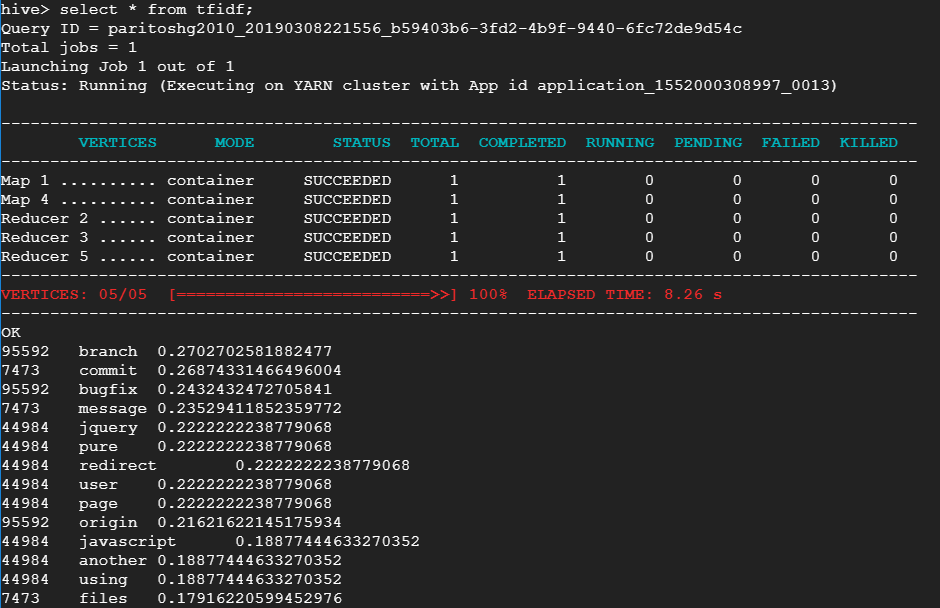 hive> select * from tfidf;
Query ID = paritoshg2010_20190308221556_b59403b6-3fd2-4b9f-9440-6fc72de9d54c
Total jobs = 1
Launching Job 1 out of 1
Status: Running (Executing on YARN cluster with App id application_1552000308997_0013)
----------------------------------------------------------------------------------------------
        VERTICES      MODE        STATUS  TOTAL  COMPLETED  RUNNING  PENDING  FAILED  KILLED
----------------------------------------------------------------------------------------------
Map 1 .......... container     SUCCEEDED      1          1        0        0       0       0
Map 4 .......... container     SUCCEEDED      1          1        0        0       0       0
Reducer 2 ...... container     SUCCEEDED      1          1        0        0       0       0
Reducer 3 ...... container     SUCCEEDED      1          1        0        0       0       0
Reducer 5 ...... container     SUCCEEDED      1          1        0        0       0       0
----------------------------------------------------------------------------------------------
VERTICES: 05/05  [==========================>>] 100%  ELAPSED TIME: 8.26 s
----------------------------------------------------------------------------------------------
OK
95592   branch  0.2702702581882477
7473    commit  0.26874331466496004
95592   bugfix  0.2432432472705841
7473    message 0.23529411852359772
44984   jquery  0.2222222238779068
44984   pure    0.2222222238779068
44984   redirect        0.2222222238779068
44984   user    0.2222222238779068
44984   page    0.2222222238779068
95592   origin  0.21621622145175934
44984   javascript      0.18877444633270352
44984   another 0.18877444633270352
44984   using   0.18877444633270352
7473    files   0.17916220599452976